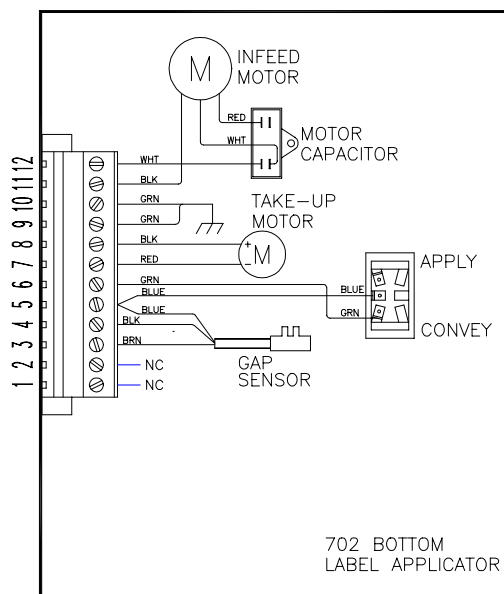 M
INFEED
MOTOR
RED
WHT
MOTOR
CAPACITOR
12
WHT
11
BLK
10
GRN
9
GRN
TAKE-UP
MOTOR
8
BLK
+
M
7
RED
-
6
GRN
5
BLUE
BLUE
APPLY
BLUE
GRN
CONVEY
4
BLK
3
BRN
GAP
SENSOR
2
NC
1
NC
702 BOTTOM
LABEL APPLICATOR